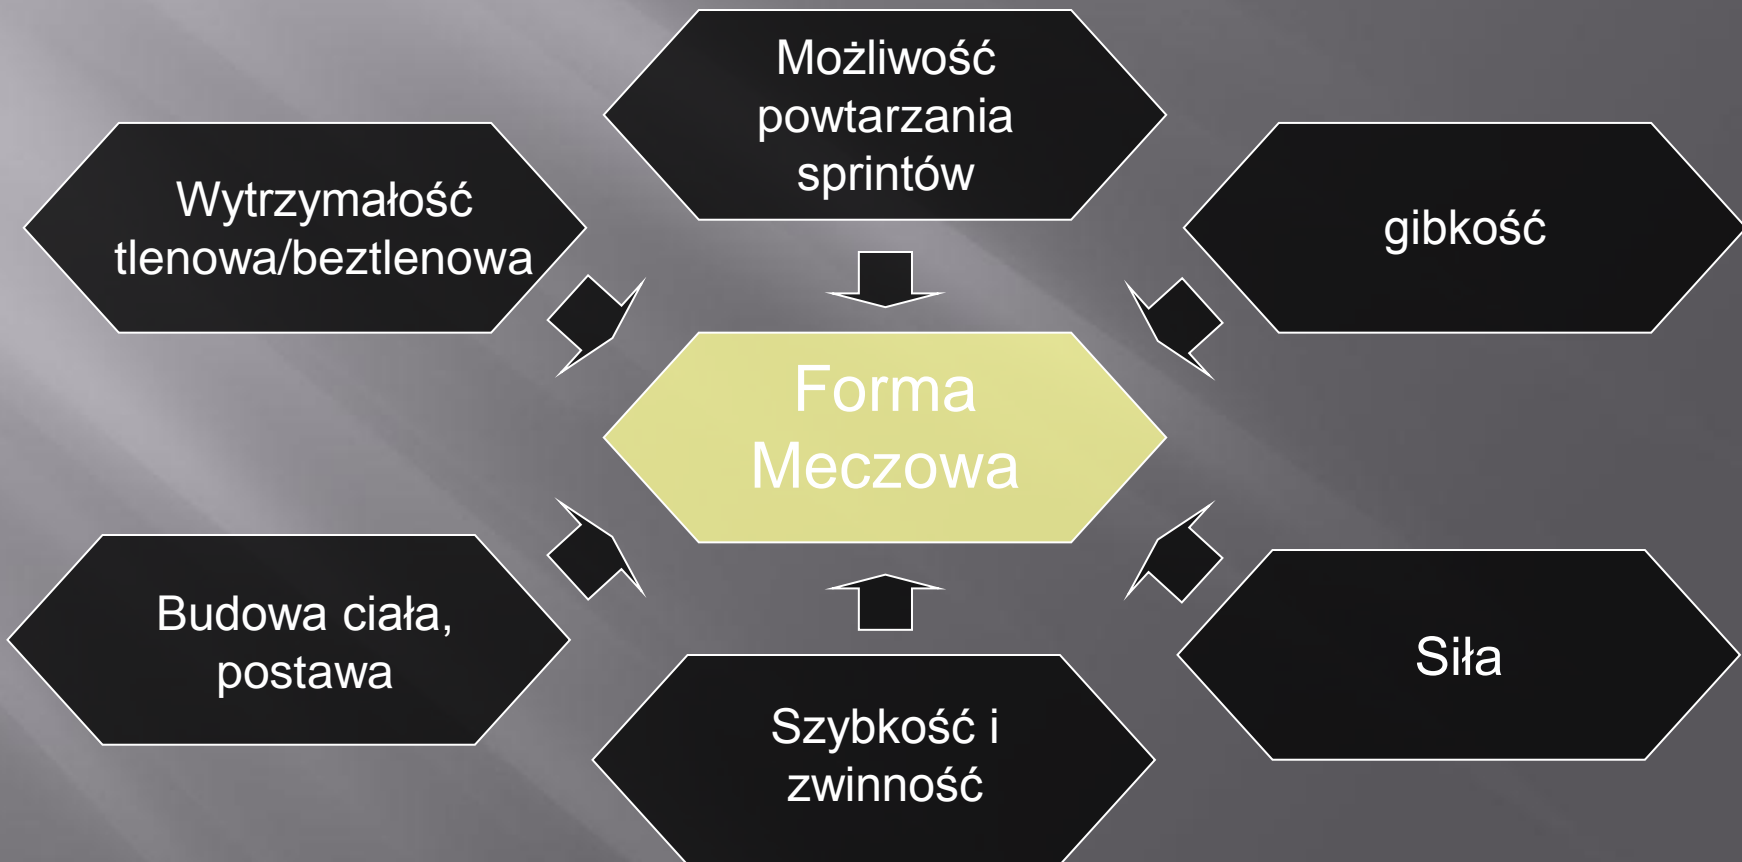 Możliwość
powtarzania
sprintów
Wytrzymałość
tlenowa/beztlenowa
gibkość
Forma
Meczowa
Budowa ciała,
postawa
Siła
Szybkość i
zwinność